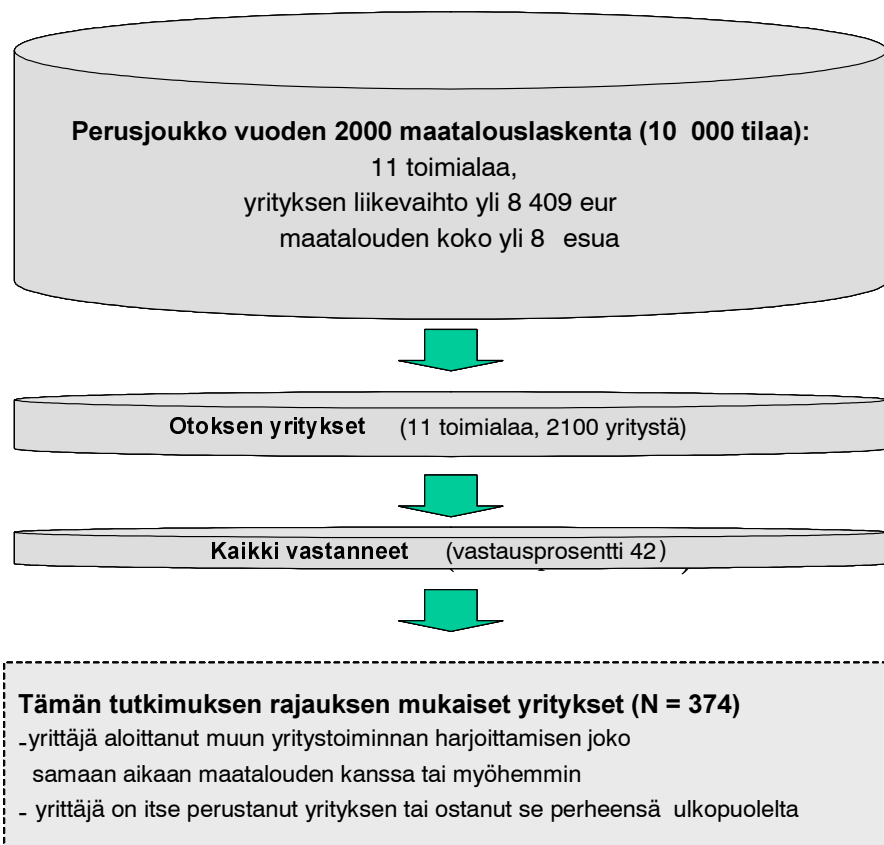 Perusjoukko vuoden 2000 maatalouslaskenta (10 000 tilaa):
11 toimialaa,
yrityksen liikevaihto yli 8 409 eur
maatalouden koko yli 8 esua
Otoksen yritykset (11 toimialaa, 2100 yritystä)
Kaikki vastanneet (vastausprosentti 42)
Tämän tutkimuksen rajauksen mukaiset yritykset (N = 374)
-yrittäjä aloittanut muun yritystoiminnan harjoittamisen joko
samaan aikaan maatalouden kanssa tai myöhemmin
- yrittäjä on itse perustanut yrityksen tai ostanut se perheensä ulkopuolelta